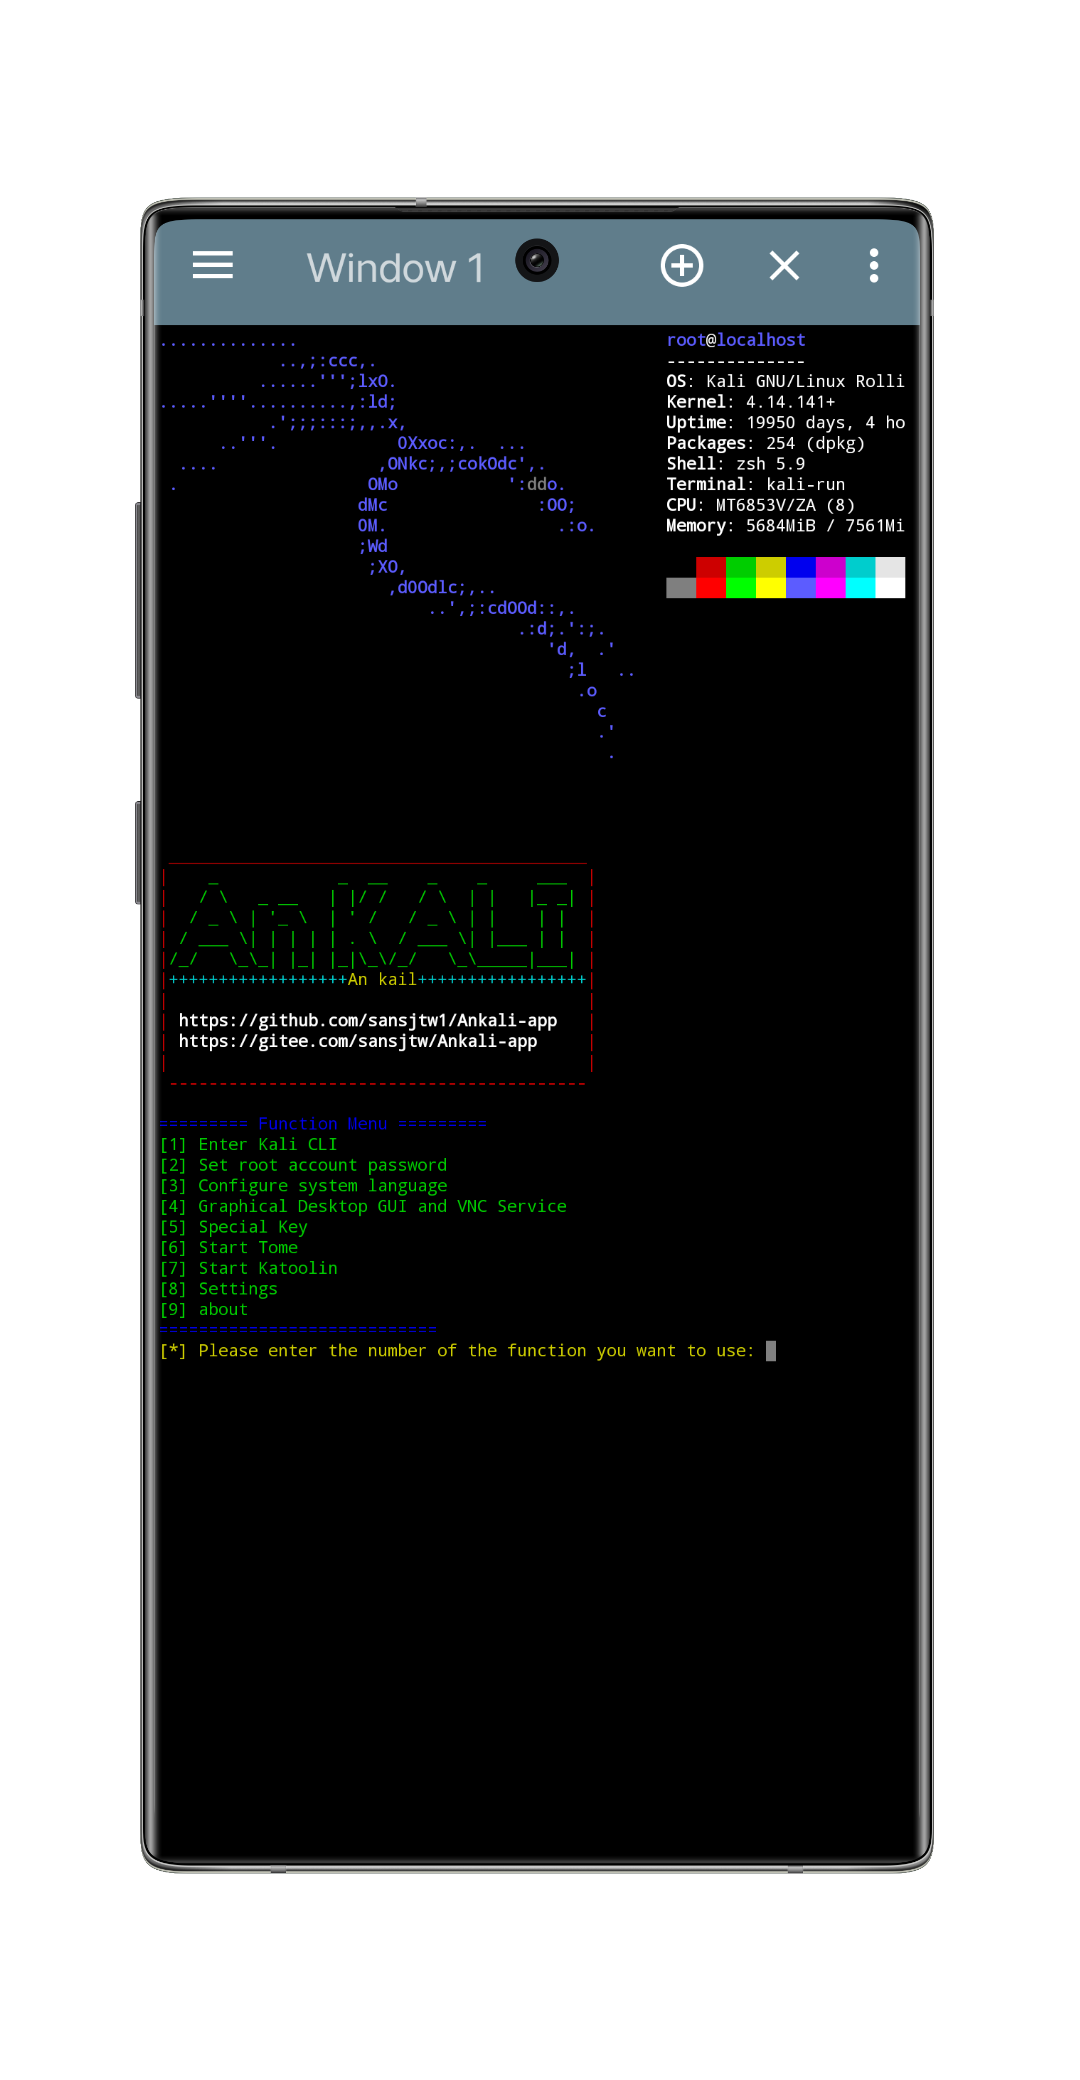 Window 1
root@localhost
--------------
OS: Kali GNU/Linux Rolli
Kernel: 4.14.141+
Uptime: 19950 days, 4 ho
Packages: 254 (dpkg)
Shell: zsh 5.9
Terminal: kali-run
CPU: MT6853V/ZA (8)
Memory: 5684MiB / 7561Mi
An KALI
+++++++++++++++++An kail+++++++++++++++++
https://github.com/sansjtw1/Ankali-app
https://gitee.com/sansjtw/Ankali-app
========= Function Menu =========
[1] Enter Kali CLI
[2] Set root account password
[3] Configure system language
[4] Graphical Desktop GUI and VNC Service
[5] Special Key
[6] Start Tome
[7] Start Katoolin
[8] Settings
[9] about
============================
[*] Please enter the number of the function you want to use: